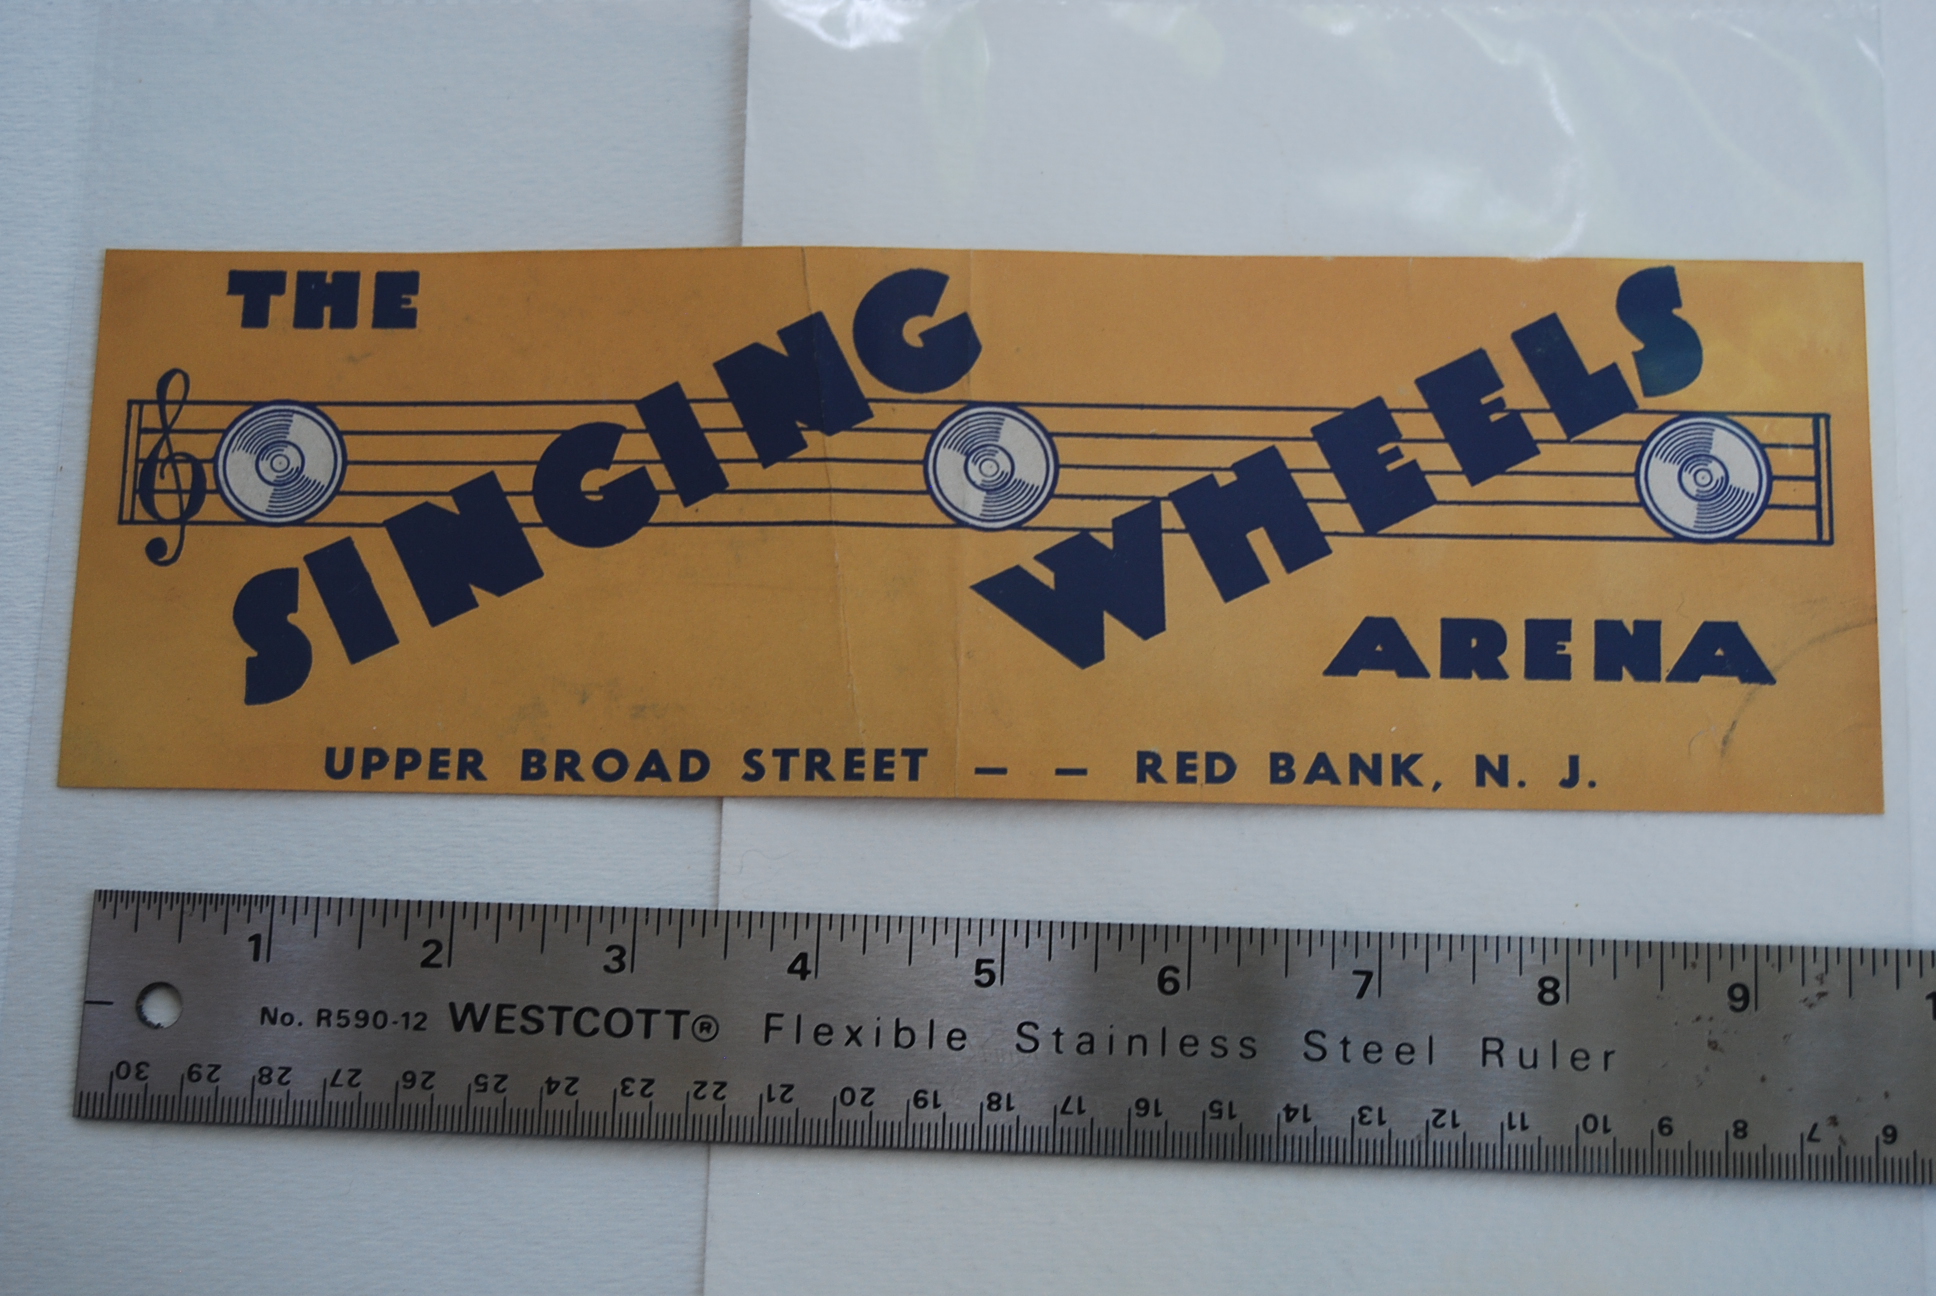 THE
SINGING
WHEELS
ARENA
UPPER BROAD STREET — — RED BANK, N. J.
1 2 3 4 5 6 7 8 9 1
No. R590-12 WESTCOTT® Flexible Stainless Steel Ruler
30 29 28 27 26 25 24 23 22 21 20 19 18 17 16 15 14 13 12 11 10 9 8 7 6